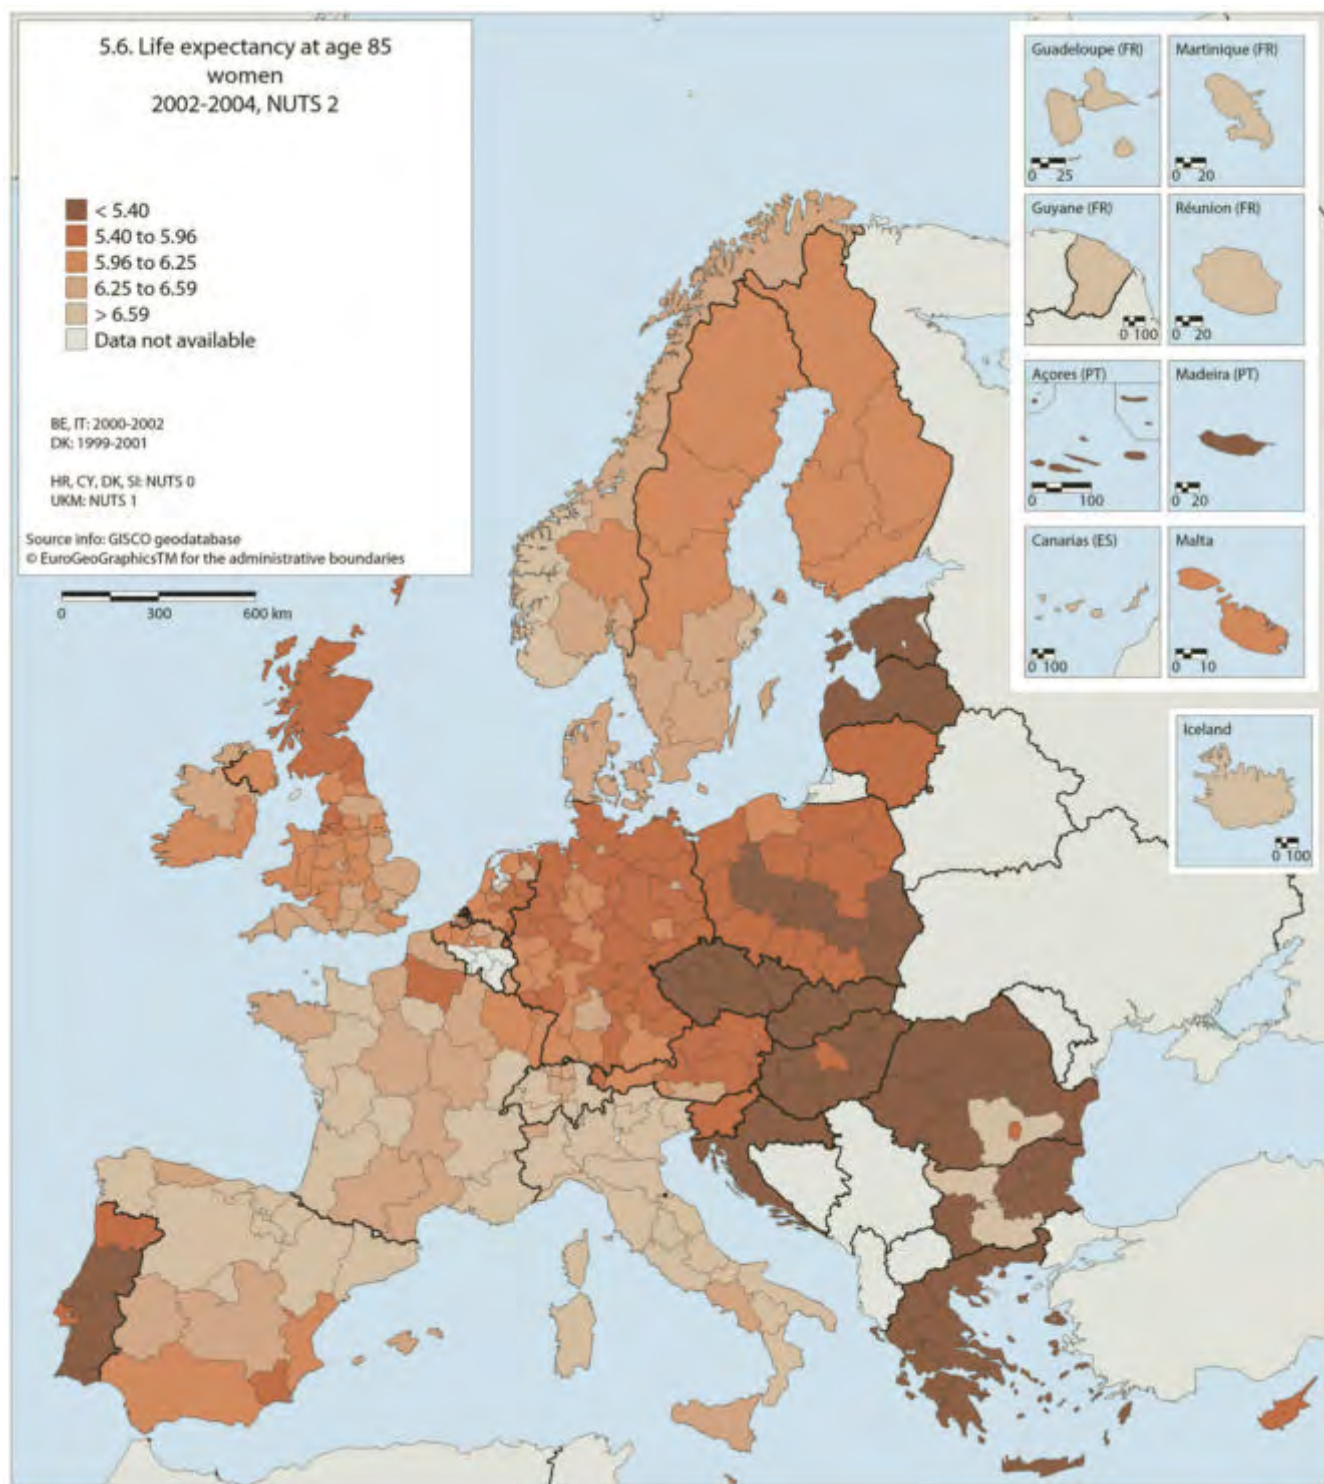 5.6. Life expectancy at age 85
women
2002-2004, NUTS 2
< 5.40
5.40 to 5.96
5.96 to 6.25
6.25 to 6.59
> 6.59
Data not available
BE, IT: 2000-2002
DK: 1999-2001
HR, CY, DK, SI: NUTS 0
UKM: NUTS 1
Source info: GISCO geodatabase
© EuroGeoGraphicsTM for the administrative boundaries
0 300 600 km
Guadeloupe (FR)
0 25
Martinique (FR)
0 20
Guyane (FR)
0 100
Réunion (FR)
0 20
Açores (PT)
0 100
Madeira (PT)
0 20
Canarias (ES)
0 100
Malta
0 10
Iceland
0 100